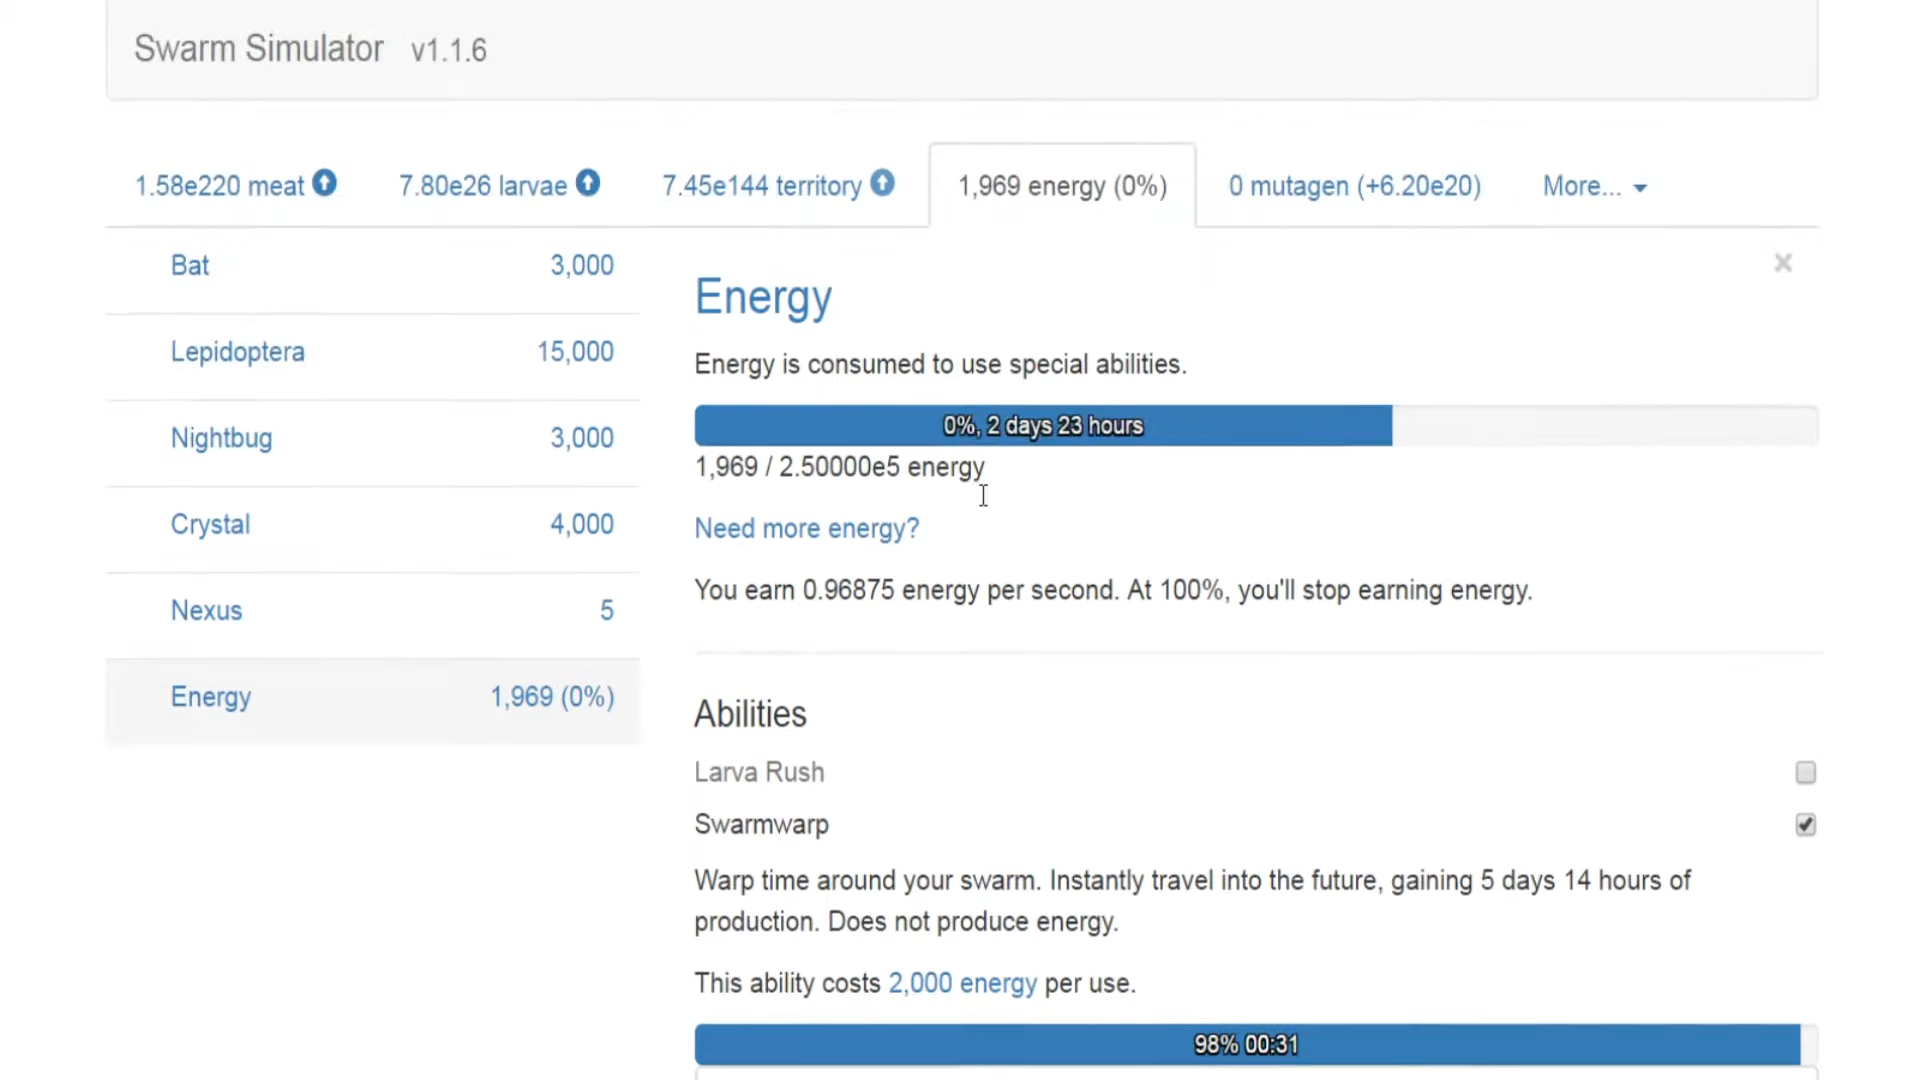 Swarm Simulator v1.1.6
1.58e220 meat 7.80e26 larvae 7.45e144 territory 1,969 energy (0%) 0 mutagen (+6.20e20) More...
Bat 3,000
Lepidoptera 15,000
Nightbug 3,000
Crystal 4,000
Nexus 5
Energy 1,969 (0%)
Energy
Energy is consumed to use special abilities.
0%, 2 days 23 hours
1,969 / 2.50000e5 energy
Need more energy?
You earn 0.96875 energy per second. At 100%, you'll stop earning energy.
Abilities
Larva Rush
Swarmwarp
Warp time around your swarm. Instantly travel into the future, gaining 5 days 14 hours of
production. Does not produce energy.
This ability costs 2,000 energy per use.
98% 00:31